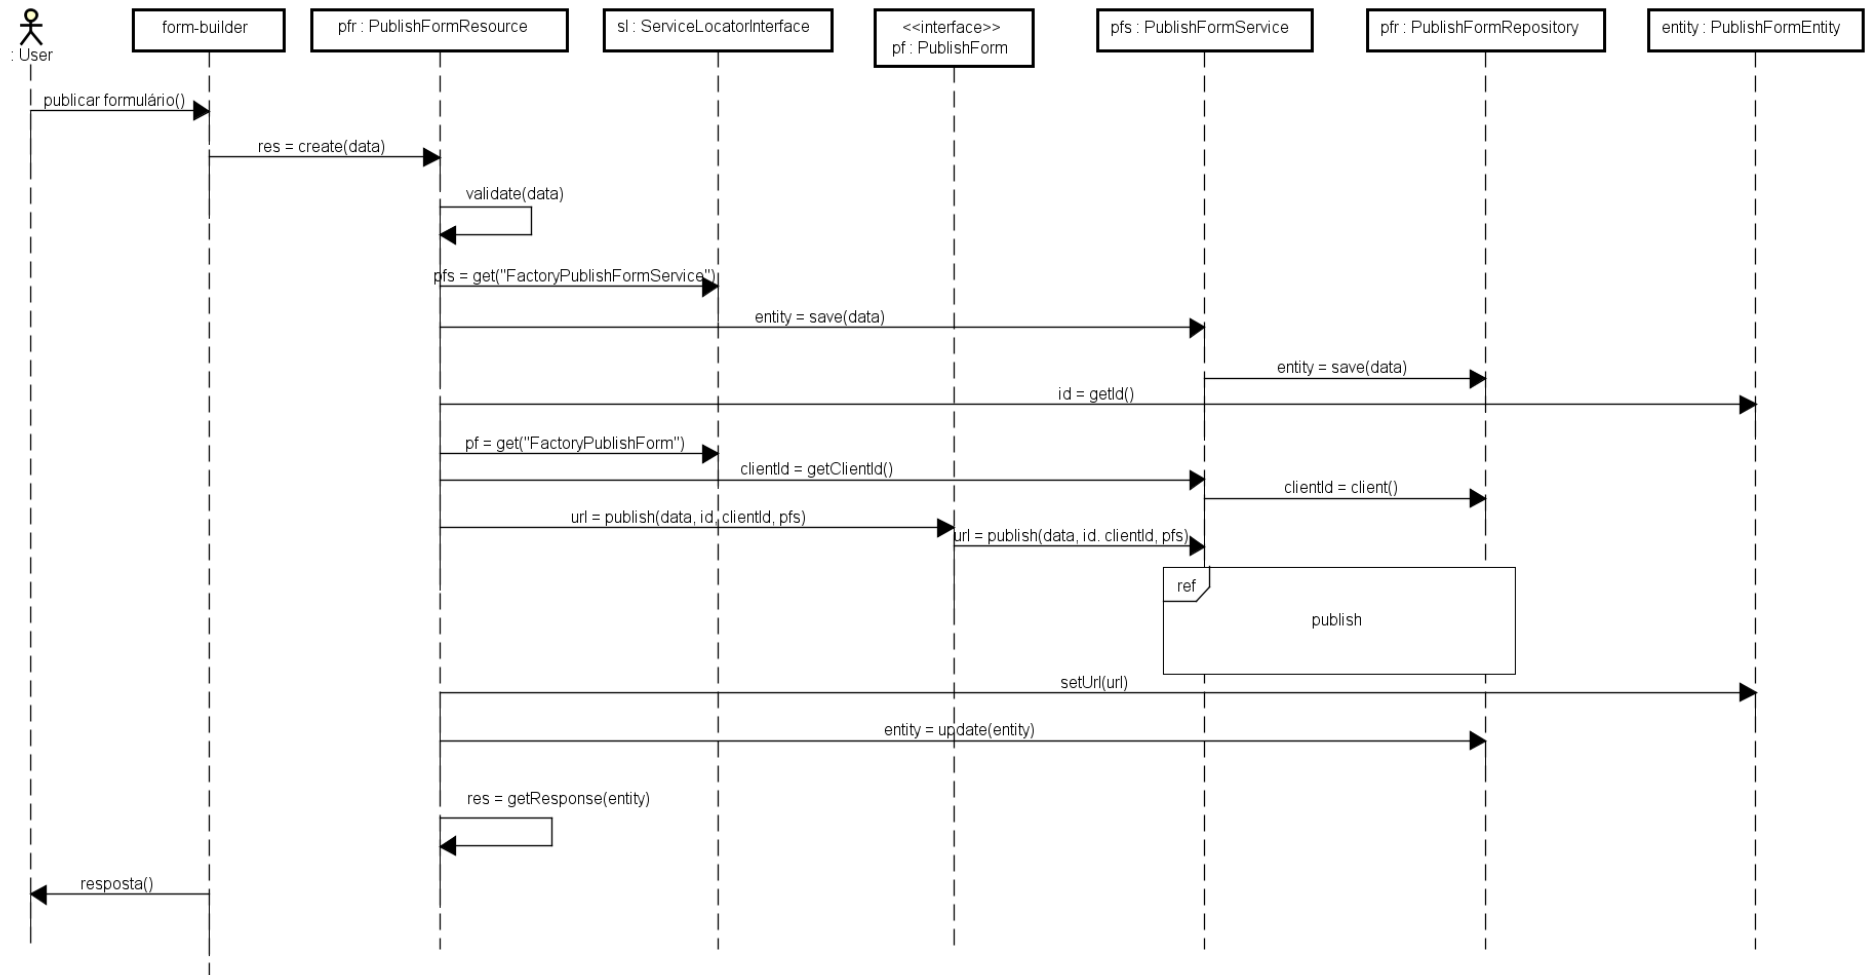 : User
form-builder
pfr : PublishFormResource
sl : ServiceLocatorInterface
<<interface>>
pf : PublishForm
pfs : PublishFormService
pfr : PublishFormRepository
entity : PublishFormEntity
publicar formulário()
res = create(data)
validate(data)
pfs = get("FactoryPublishFormService")
entity = save(data)
entity = save(data)
id = getId()
pf = get("FactoryPublishForm")
clientId = getClientId()
clientId = client()
url = publish(data, id, clientId, pfs)
url = publish(data, id. clientId, pfs)
ref
publish
setUrl(url)
entity = update(entity)
res = getResponse(entity)
resposta()